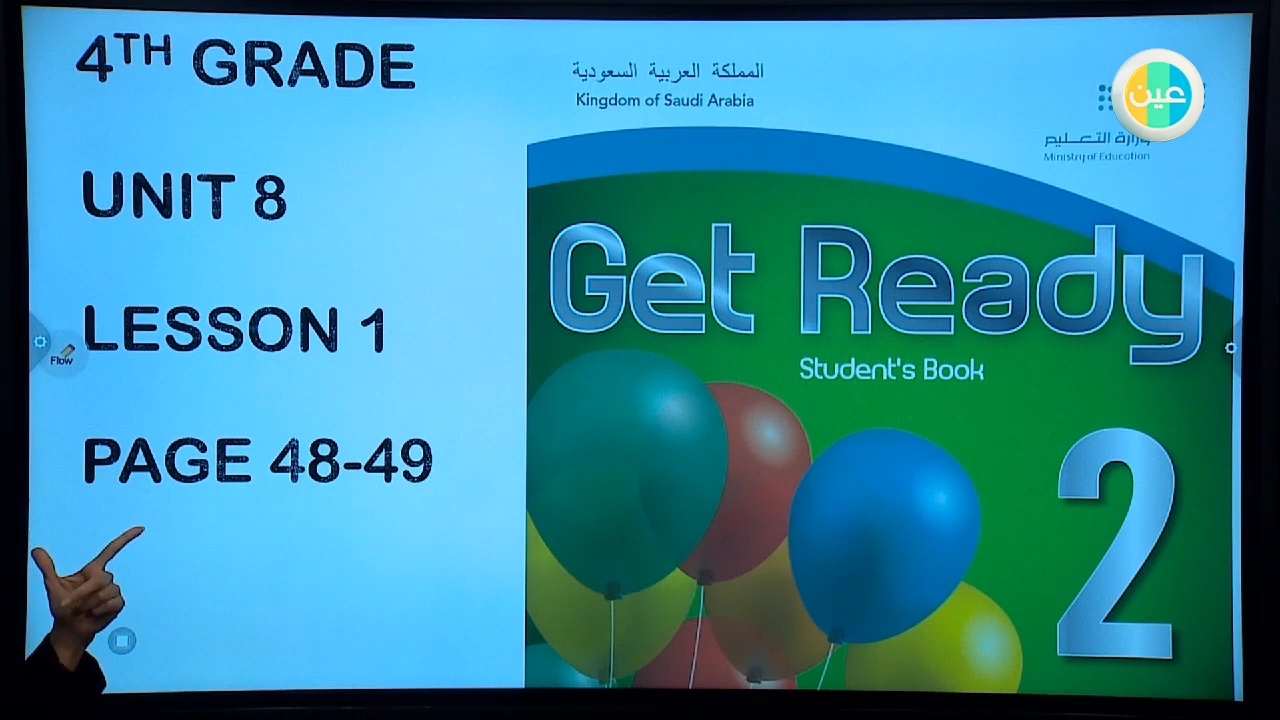 4TH GRADE
UNIT 8
LESSON 1
PAGE 48-49
Flow
المملكة العربية السعودية
Kingdom of Saudi Arabia
عين
وزارة التعليم
Ministry of Education
Get Ready
Student's Book
2